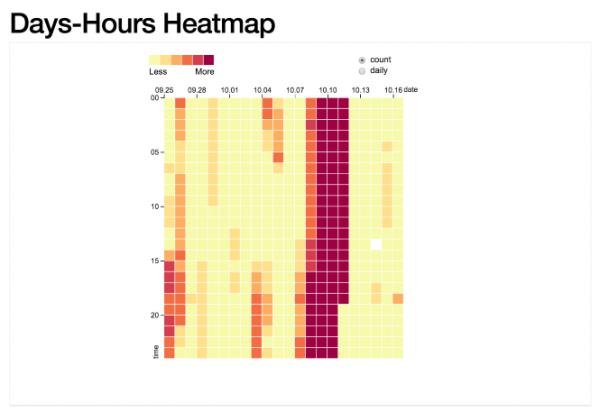 Days-Hours Heatmap
count
Less More daily
09.25 09.28 10.01 10.04 10.07 10.10 10.13 10.16 date
00
05
10
15
20
time